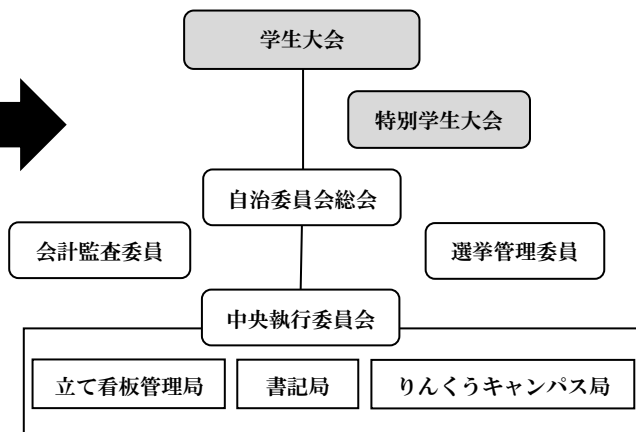 学生大会
特別学生大会
自治委員会総会
会計監査委員
選挙管理委員
中央執行委員会
立て看板管理局
書記局
りんくうキャンパス局